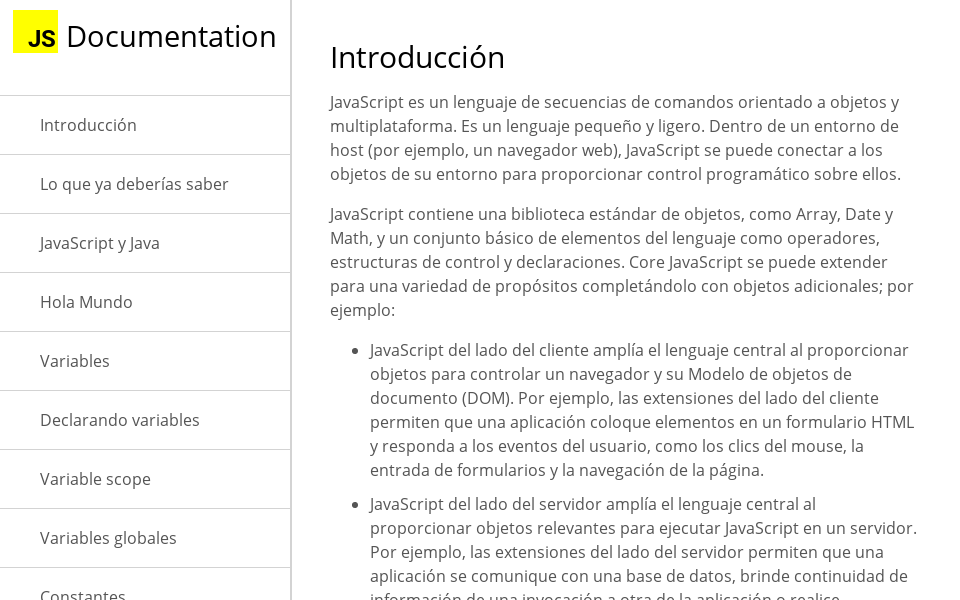 JS Documentation
Introducción
Lo que ya deberías saber
JavaScript y Java
Hola Mundo
Variables
Declarando variables
Variable scope
Variables globales
Constantes
Introducción
JavaScript es un lenguaje de secuencias de comandos orientado a objetos y
multiplataforma. Es un lenguaje pequeño y ligero. Dentro de un entorno de
host (por ejemplo, un navegador web), JavaScript se puede conectar a los
objetos de su entorno para proporcionar control programático sobre ellos.
JavaScript contiene una biblioteca estándar de objetos, como Array, Date y
Math, y un conjunto básico de elementos del lenguaje como operadores,
estructuras de control y declaraciones. Core JavaScript se puede extender
para una variedad de propósitos completándolo con objetos adicionales; por
ejemplo:
JavaScript del lado del cliente amplía el lenguaje central al proporcionar
objetos para controlar un navegador y su Modelo de objetos de
documento (DOM). Por ejemplo, las extensiones del lado del cliente
permiten que una aplicación coloque elementos en un formulario HTML
y responda a los eventos del usuario, como los clics del mouse, la
entrada de formularios y la navegación de la página.
JavaScript del lado del servidor amplía el lenguaje central al
proporcionar objetos relevantes para ejecutar JavaScript en un servidor.
Por ejemplo, las extensiones del lado del servidor permiten que una
aplicación se comunique con una base de datos, brinde continuidad de
información de una invocación a otra de la aplicación o realice